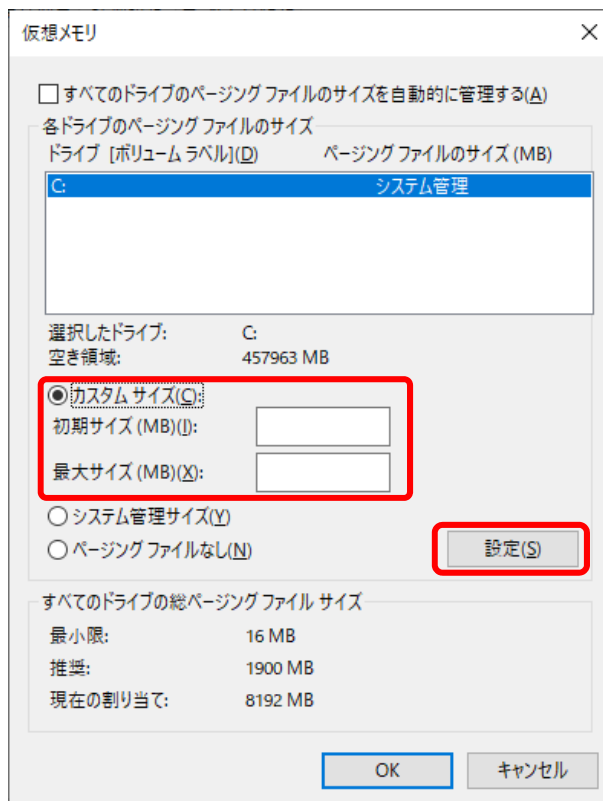 仮想メモリ
すべてのドライブのページング ファイルのサイズを自動的に管理する(A)
各ドライブのページング ファイルのサイズ
ドライブ [ボリューム ラベル](D) ページング ファイルのサイズ (MB)
C: システム管理
選択したドライブ: C:
空き領域: 457963 MB
カスタム サイズ(C):
初期サイズ (MB)(I):
最大サイズ (MB)(X):
システム管理サイズ(Y)
ページング ファイルなし(N) 設定(S)
すべてのドライブの総ページング ファイル サイズ
最小限: 16 MB
推奨: 1900 MB
現在の割り当て: 8192 MB
OK キャンセル